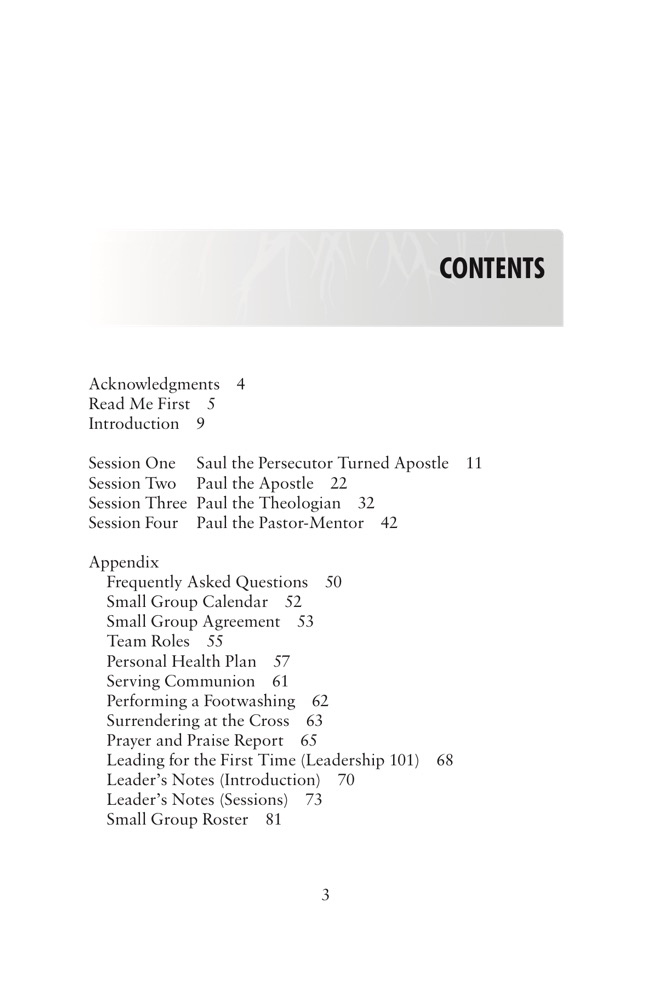 CONTENTS
Acknowledgments 4
Read Me First 5
Introduction 9
Session One Saul the Persecutor Turned Apostle 11
Session Two Paul the Apostle 22
Session Three Paul the Theologian 32
Session Four Paul the Pastor-Mentor 42
Appendix
Frequently Asked Questions 50
Small Group Calendar 52
Small Group Agreement 53
Team Roles 55
Personal Health Plan 57
Serving Communion 61
Performing a Footwashing 62
Surrendering at the Cross 63
Prayer and Praise Report 65
Leading for the First Time (Leadership 101) 68
Leader’s Notes (Introduction) 70
Leader’s Notes (Sessions) 73
Small Group Roster 81
3